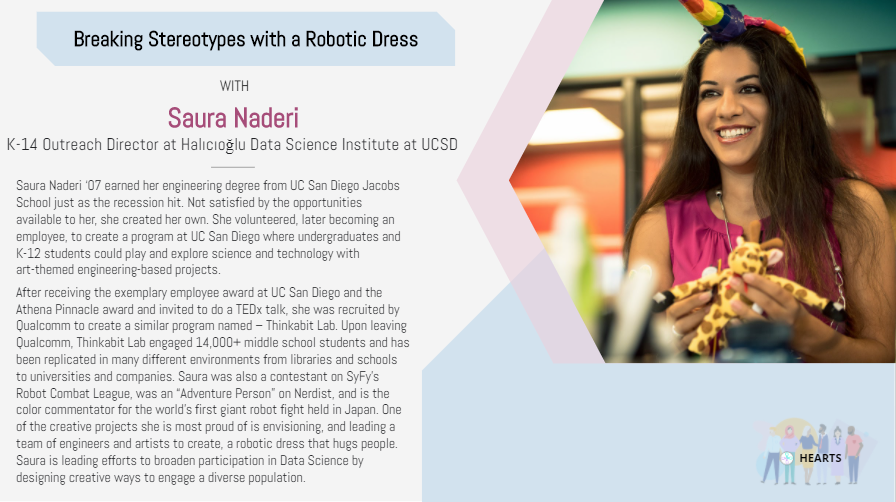 Breaking Stereotypes with a Robotic Dress
WITH
Saura Naderi
K-14 Outreach Director at Halıcıoğlu Data Science Institute at UCSD
Saura Naderi ‘07 earned her engineering degree from UC San Diego Jacobs
School just as the recession hit. Not satisfied by the opportunities
available to her, she created her own. She volunteered, later becoming an
employee, to create a program at UC San Diego where undergraduates and
K-12 students could play and explore science and technology with
art-themed engineering-based projects.
After receiving the exemplary employee award at UC San Diego and the
Athena Pinnacle award and invited to do a TEDx talk, she was recruited by
Qualcomm to create a similar program named – Thinkabit Lab. Upon leaving
Qualcomm, Thinkabit Lab engaged 14,000+ middle school students and has
been replicated in many different environments from libraries and schools
to universities and companies. Saura was also a contestant on SyFy’s
Robot Combat League, was an “Adventure Person” on Nerdist, and is the
color commentator for the world’s first giant robot fight held in Japan. One
of the creative projects she is most proud of is envisioning, and leading a
team of engineers and artists to create, a robotic dress that hugs people.
Saura is leading efforts to broaden participation in Data Science by
designing creative ways to engage a diverse population.
HEARTS